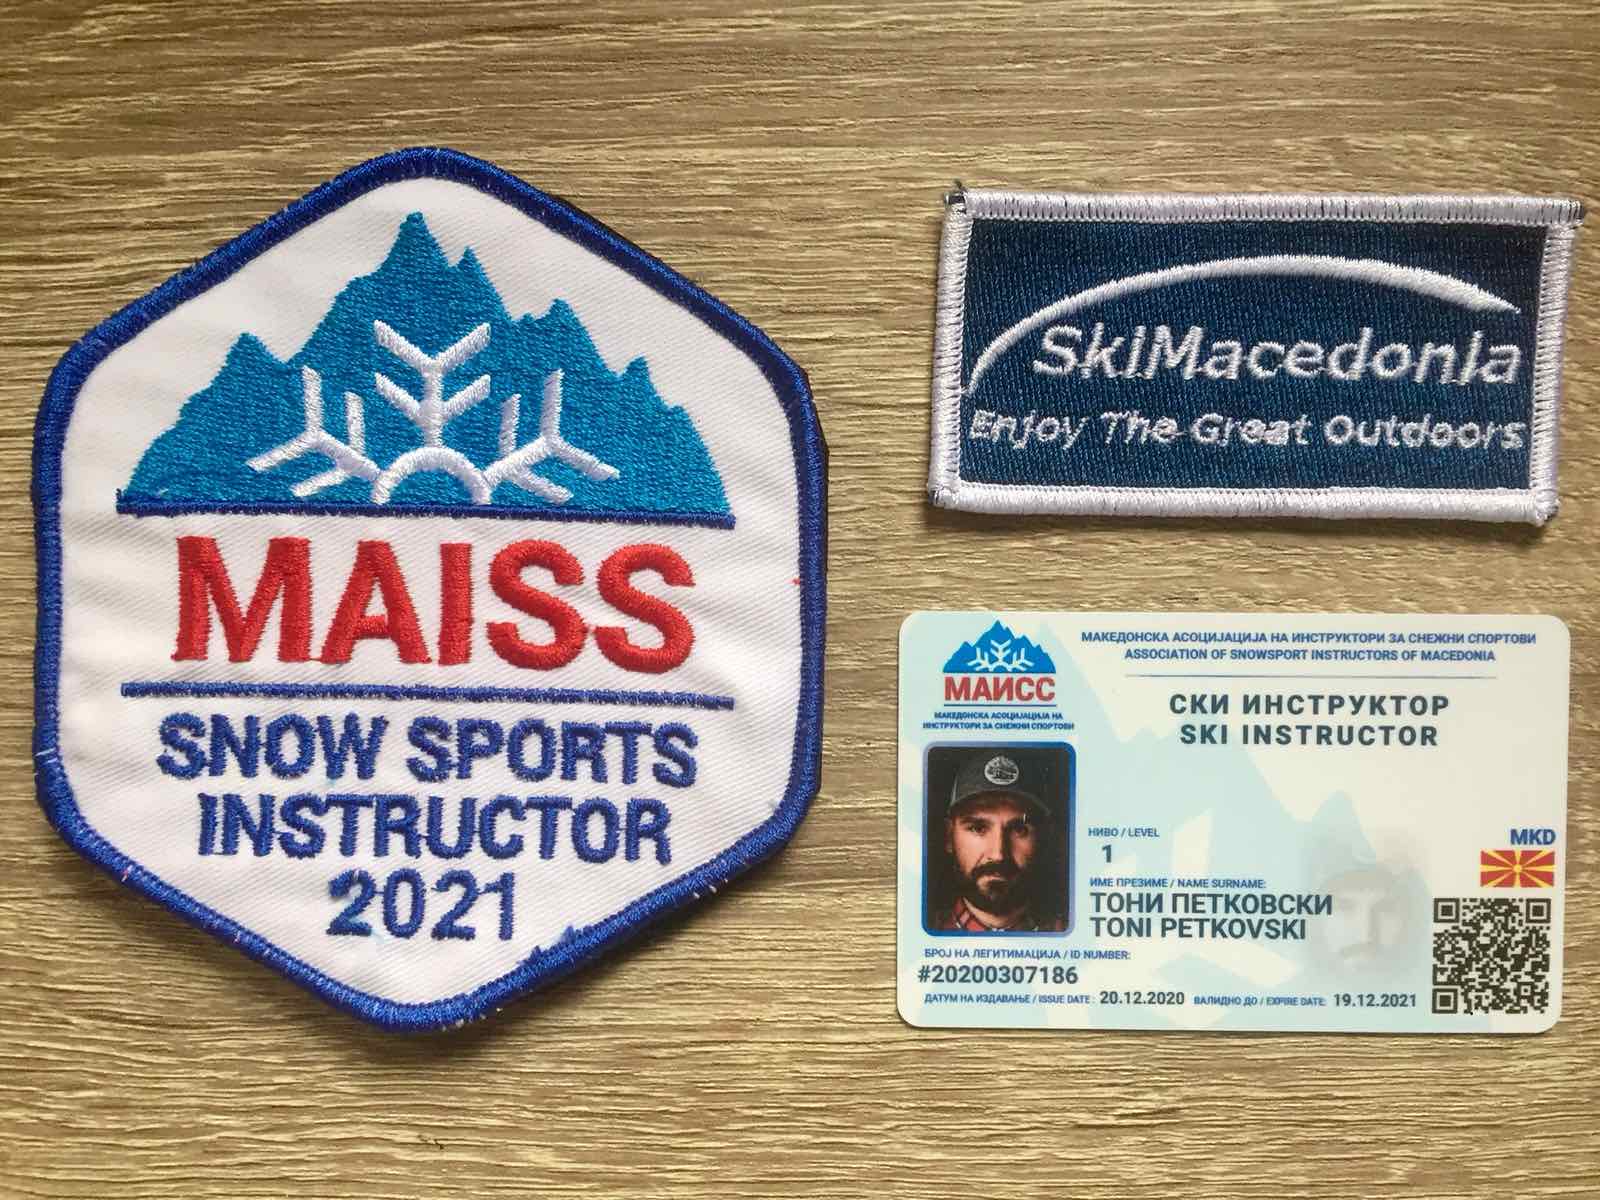 MAISS
SNOW SPORTS
INSTRUCTOR
2021
SkiMacedonia
Enjoy The Great Outdoors
МАИСС
МАКЕДОНСКА АСОЦИЈАЦИЈА НА
ИНСТРУКТОРИ ЗА СНЕЖНИ СПОРТОВИ
МАКЕДОНСКА АСОЦИЈАЦИЈА НА ИНСТРУКТОРИ ЗА СНЕЖНИ СПОРТОВИ
ASSOCIATION OF SNOWSPORT INSTRUCTORS OF MACEDONIA
СКИ ИНСТРУКТОР
SKI INSTRUCTOR
НИВО / LEVEL
1
MKD
ИМЕ ПРЕЗИМЕ / NAME SURNAME:
ТОНИ ПЕТКОВСКИ
TONI PETKOVSKI
БРОЈ НА ЛЕГИТИМАЦИЈА / ID NUMBER:
#20200307186
ДАТУМ НА ИЗДАВАЊЕ / ISSUE DATE : 20.12.2020 ВАЛИДНО ДО / EXPIRE DATE: 19.12.2021